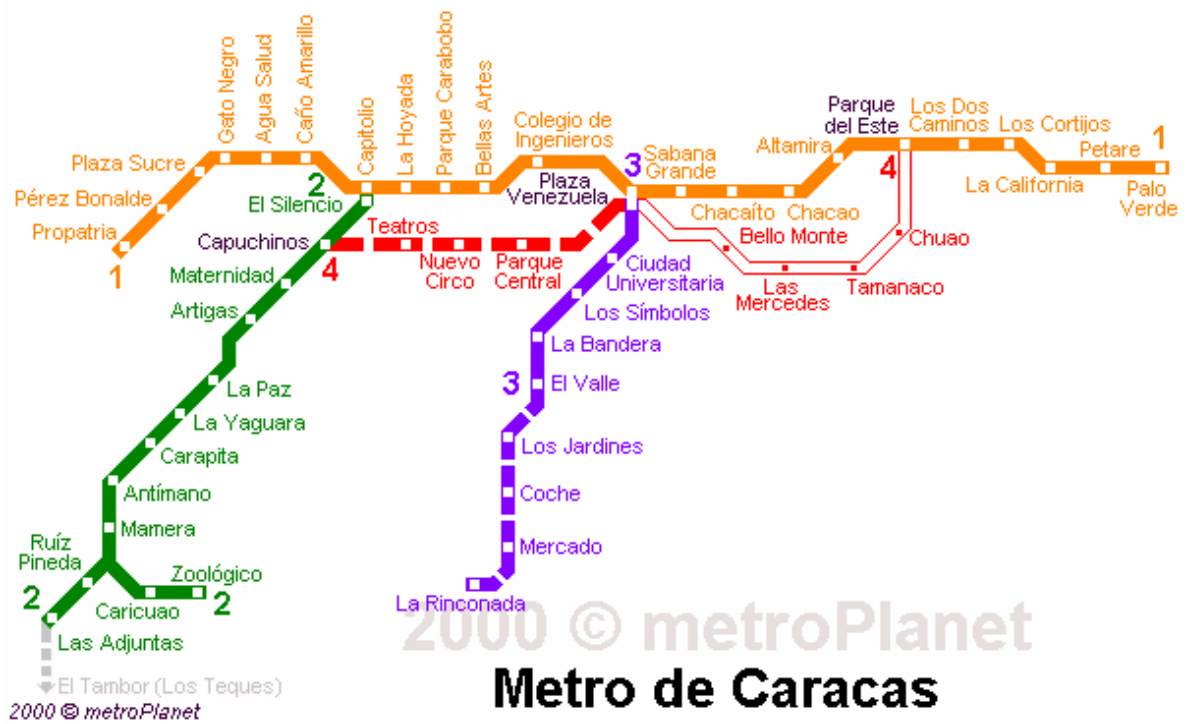 Gato Negro
Agua Salud
Caño Amarillo
Capitolio
La Hoyada
Parque Carabobo
Bellas Artes
Colegio de
Ingenieros
Parque
del Este
Los Dos
Caminos
Los Cortijos
1
Plaza Sucre
Altamira
Petare
3
Sabana
Grande
4
Pérez Bonalde
2
El Silencio
Plaza
Venezuela
La California
Palo
Verde
Propatria
Capuchinos
Teatros
Chacaíto
Chacao
Bello Monte
Chuao
1
4
Nuevo
Circo
Parque
Central
Maternidad
Ciudad
Universitaria
Las
Mercedes
Tamanaco
Artigas
Los Símbolos
La Bandera
La Paz
3
El Valle
La Yaguara
Los Jardines
Carapita
Antímano
Coche
Mamera
Ruíz
Pineda
Mercado
Zoológico
2
Caricuao
2
La Rinconada
Las Adjuntas
2000 © metroPlanet
El Tambor (Los Teques)
Metro de Caracas
2000 © metroPlanet